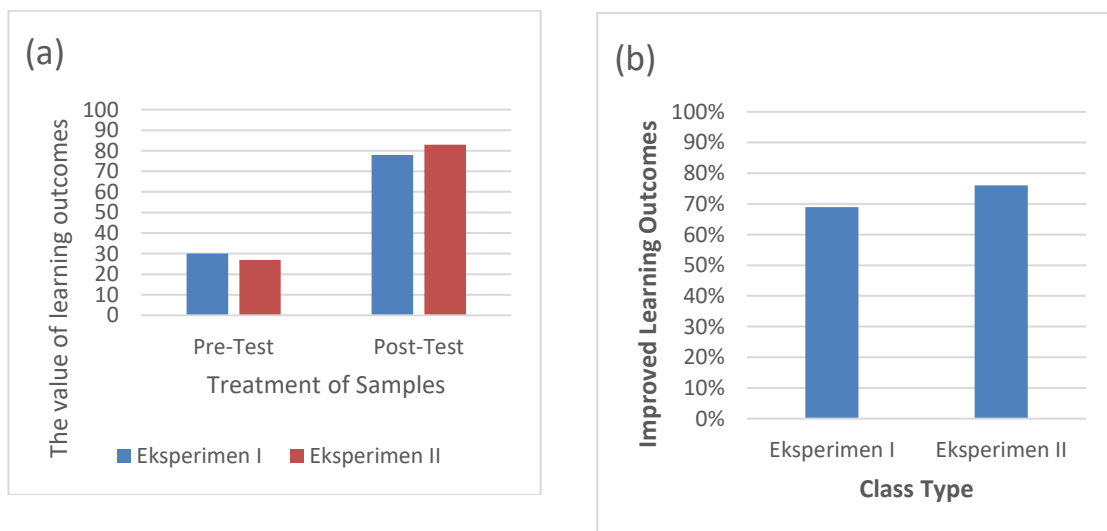 (a)
The value of learning outcomes
100
90
80
70
60
50
40
30
20
10
0
Pre-Test Post-Test
Treatment of Samples
Eksperimen I Eksperimen II
(b)
Improved Learning Outcomes
100%
90%
80%
70%
60%
50%
40%
30%
20%
10%
0%
Eksperimen I Eksperimen II
Class Type